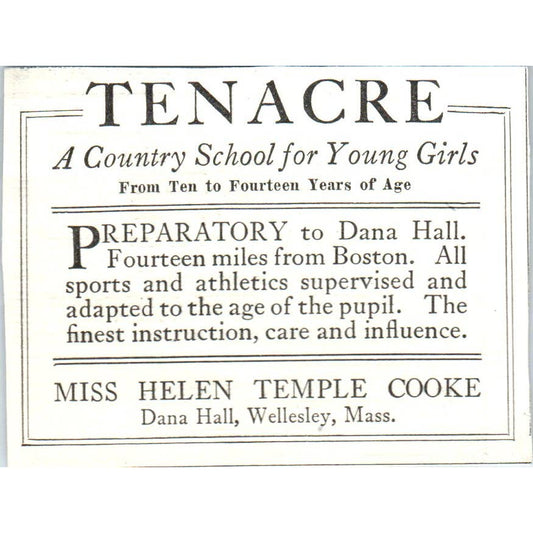 TENACRE
A Country School for Young Girls
From Ten to Fourteen Years of Age
PREPARATORY to Dana Hall.
Fourteen miles from Boston. All
sports and athletics supervised and
adapted to the age of the pupil. The
finest instruction, care and influence.
MISS HELEN TEMPLE COOKE
Dana Hall, Wellesley, Mass.